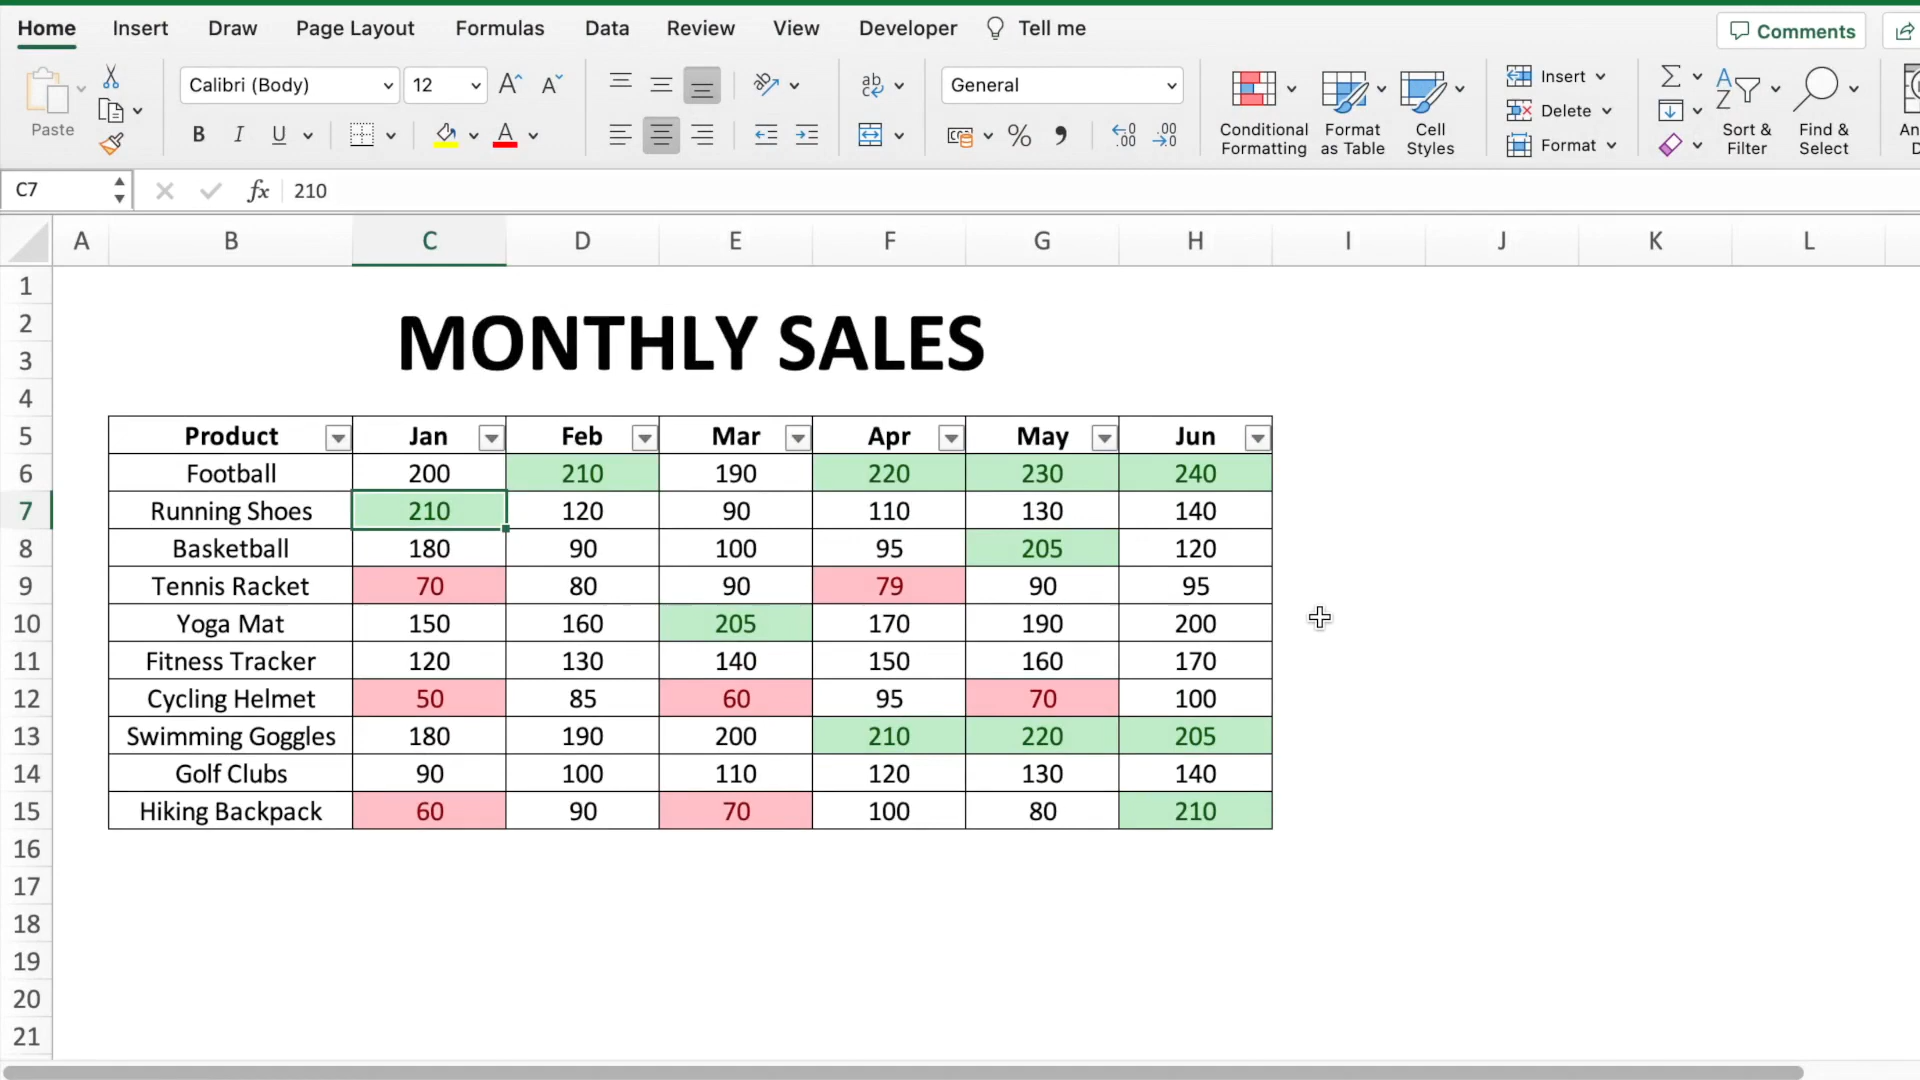 Home Insert Draw Page Layout Formulas Data Review View Developer Tell me Comments
Paste Calibri (Body) 12 General Conditional Formatting Format as Table Cell Styles Insert Delete Format Sort & Filter Find & Select
B I U A ab %
C7 fx 210
A B C D E F G H I J K L
1
2 MONTHLY SALES
3
4
5 Product Jan Feb Mar Apr May Jun
6 Football 200 210 190 220 230 240
7 Running Shoes 210 120 90 110 130 140
8 Basketball 180 90 100 95 205 120
9 Tennis Racket 70 80 90 79 90 95
10 Yoga Mat 150 160 205 170 190 200
11 Fitness Tracker 120 130 140 150 160 170
12 Cycling Helmet 50 85 60 95 70 100
13 Swimming Goggles 180 190 200 210 220 205
14 Golf Clubs 90 100 110 120 130 140
15 Hiking Backpack 60 90 70 100 80 210
16
17
18
19
20
21